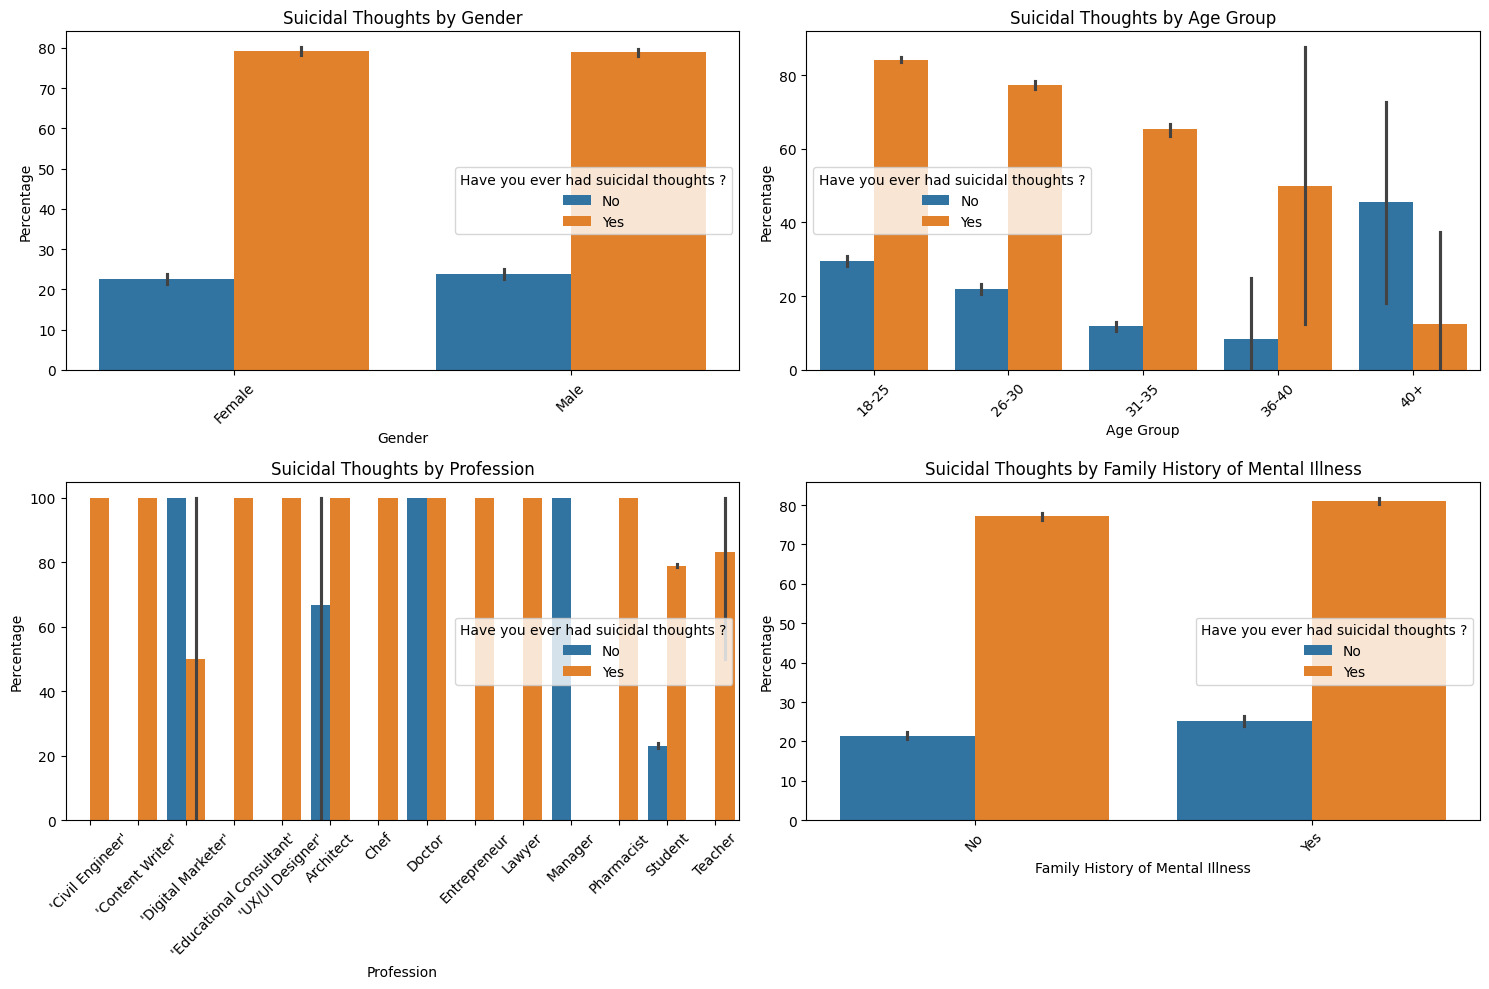 Suicidal Thoughts by Gender
Percentage
80
70
60
50
40
30
20
10
0
Have you ever had suicidal thoughts ?
No
Yes
Female
Male
Gender
Suicidal Thoughts by Age Group
Percentage
80
60
40
20
0
Have you ever had suicidal thoughts ?
No
Yes
18-25
26-30
31-35
36-40
40+
Age Group
Suicidal Thoughts by Profession
Percentage
100
80
60
40
20
0
Have you ever had suicidal thoughts ?
No
Yes
'Civil Engineer'
'Content Writer'
'Digital Marketer'
'Educational Consultant'
'UX/UI Designer'
Architect
Chef
Doctor
Entrepreneur
Lawyer
Manager
Pharmacist
Student
Teacher
Profession
Suicidal Thoughts by Family History of Mental Illness
Percentage
80
70
60
50
40
30
20
10
0
Have you ever had suicidal thoughts ?
No
Yes
No
Yes
Family History of Mental Illness